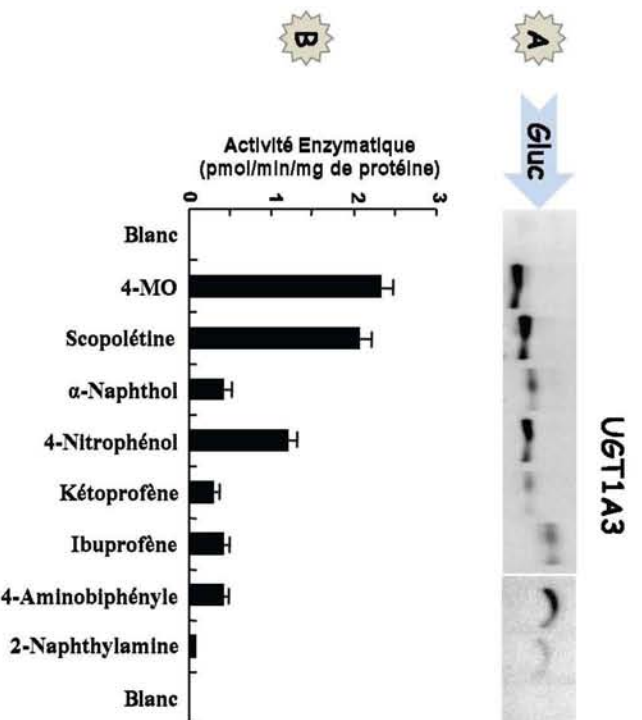 UGT1A3
A
Gluc
B
Activité Enzymatique
(pmol/min/mg de protéine)
0
1
2
3
Blanc
4-MO
Scopolétine
α-Naphthol
4-Nitrophénol
Kétoprofène
Ibuprofène
4-Aminobiphényle
2-Naphthylamine
Blanc